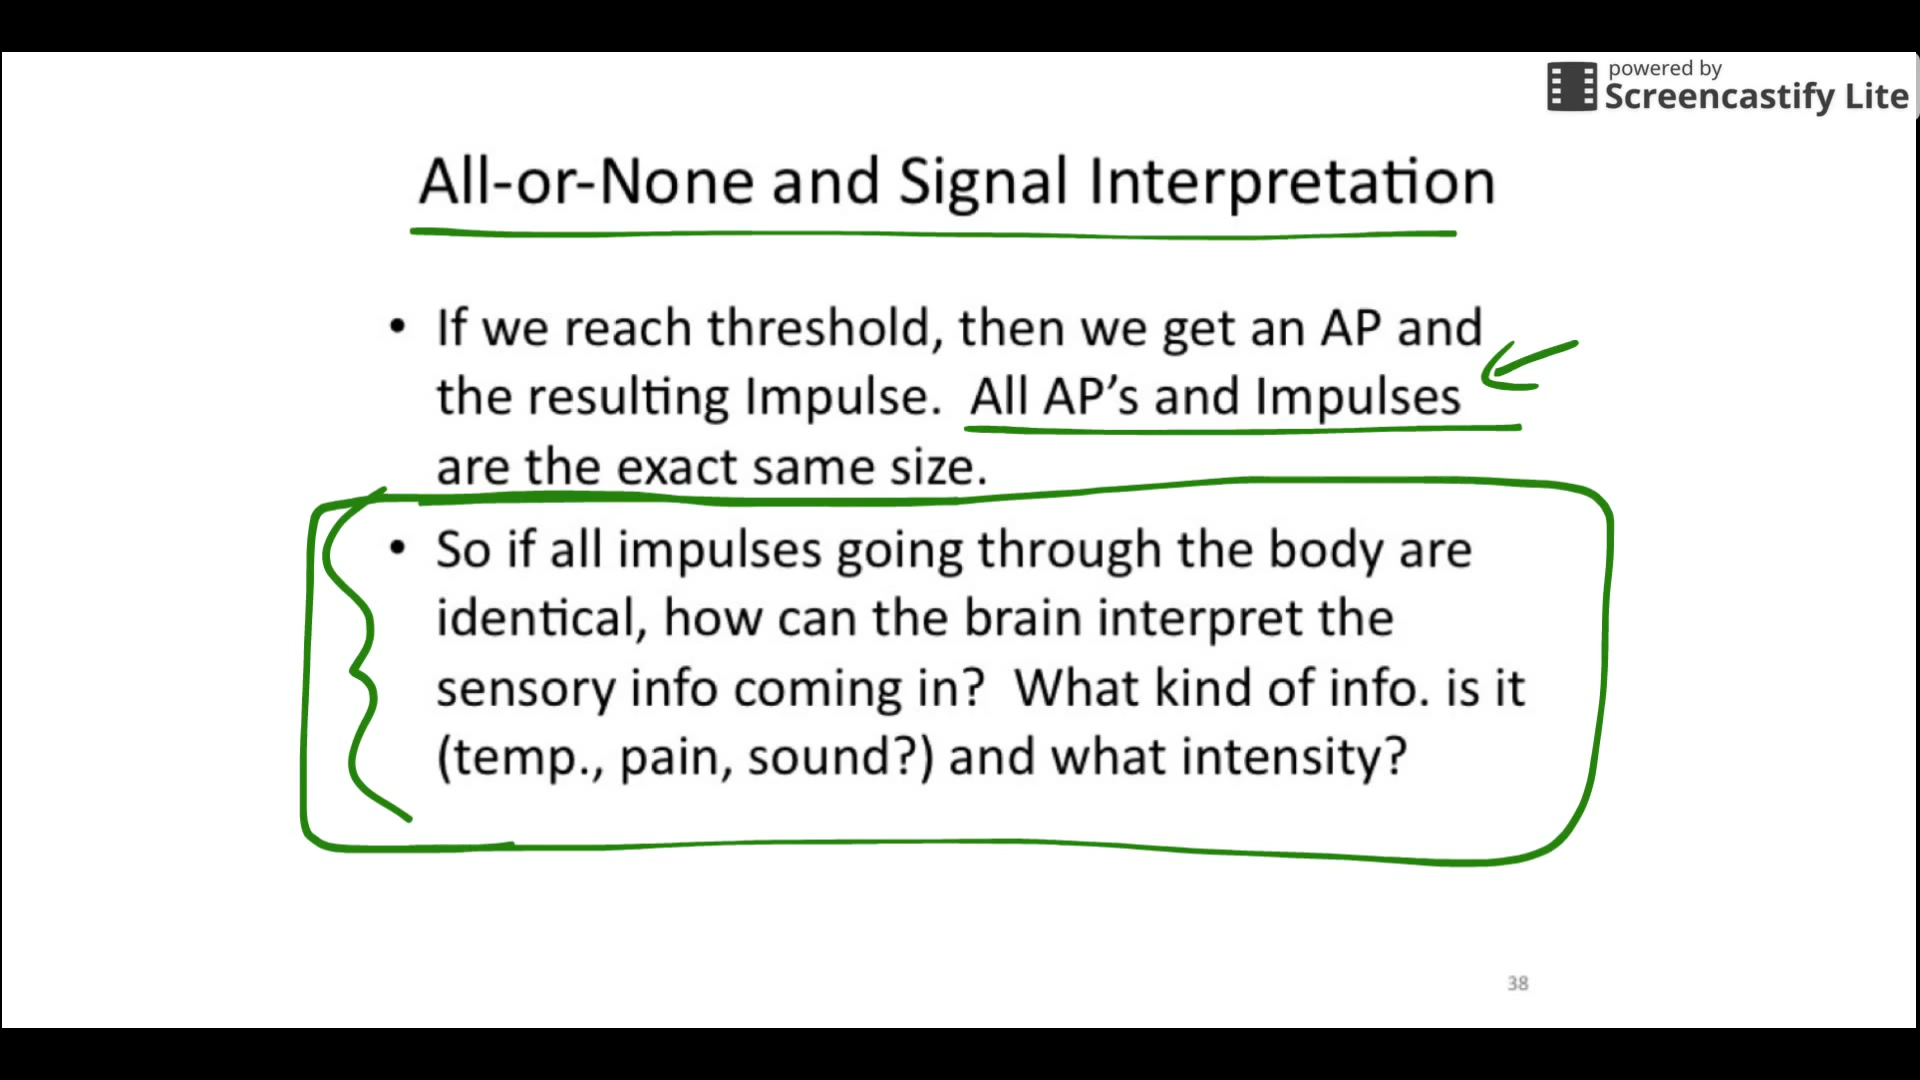 powered by
Screencastify Lite
All-or-None and Signal Interpretation
• If we reach threshold, then we get an AP and
the resulting Impulse.  All AP’s and Impulses
are the exact same size.
• So if all impulses going through the body are
identical, how can the brain interpret the
sensory info coming in?  What kind of info. is it
(temp., pain, sound?) and what intensity?
38